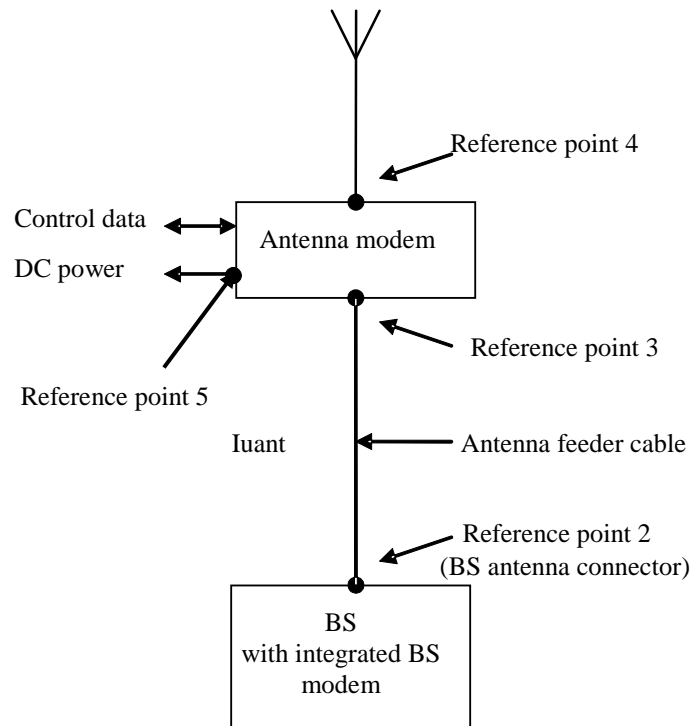 Reference point 4
Control data
Antenna modem
DC power
Reference point 3
Reference point 5
Iuant
Antenna feeder cable
Reference point 2
(BS antenna connector)
BS
with integrated BS
modem